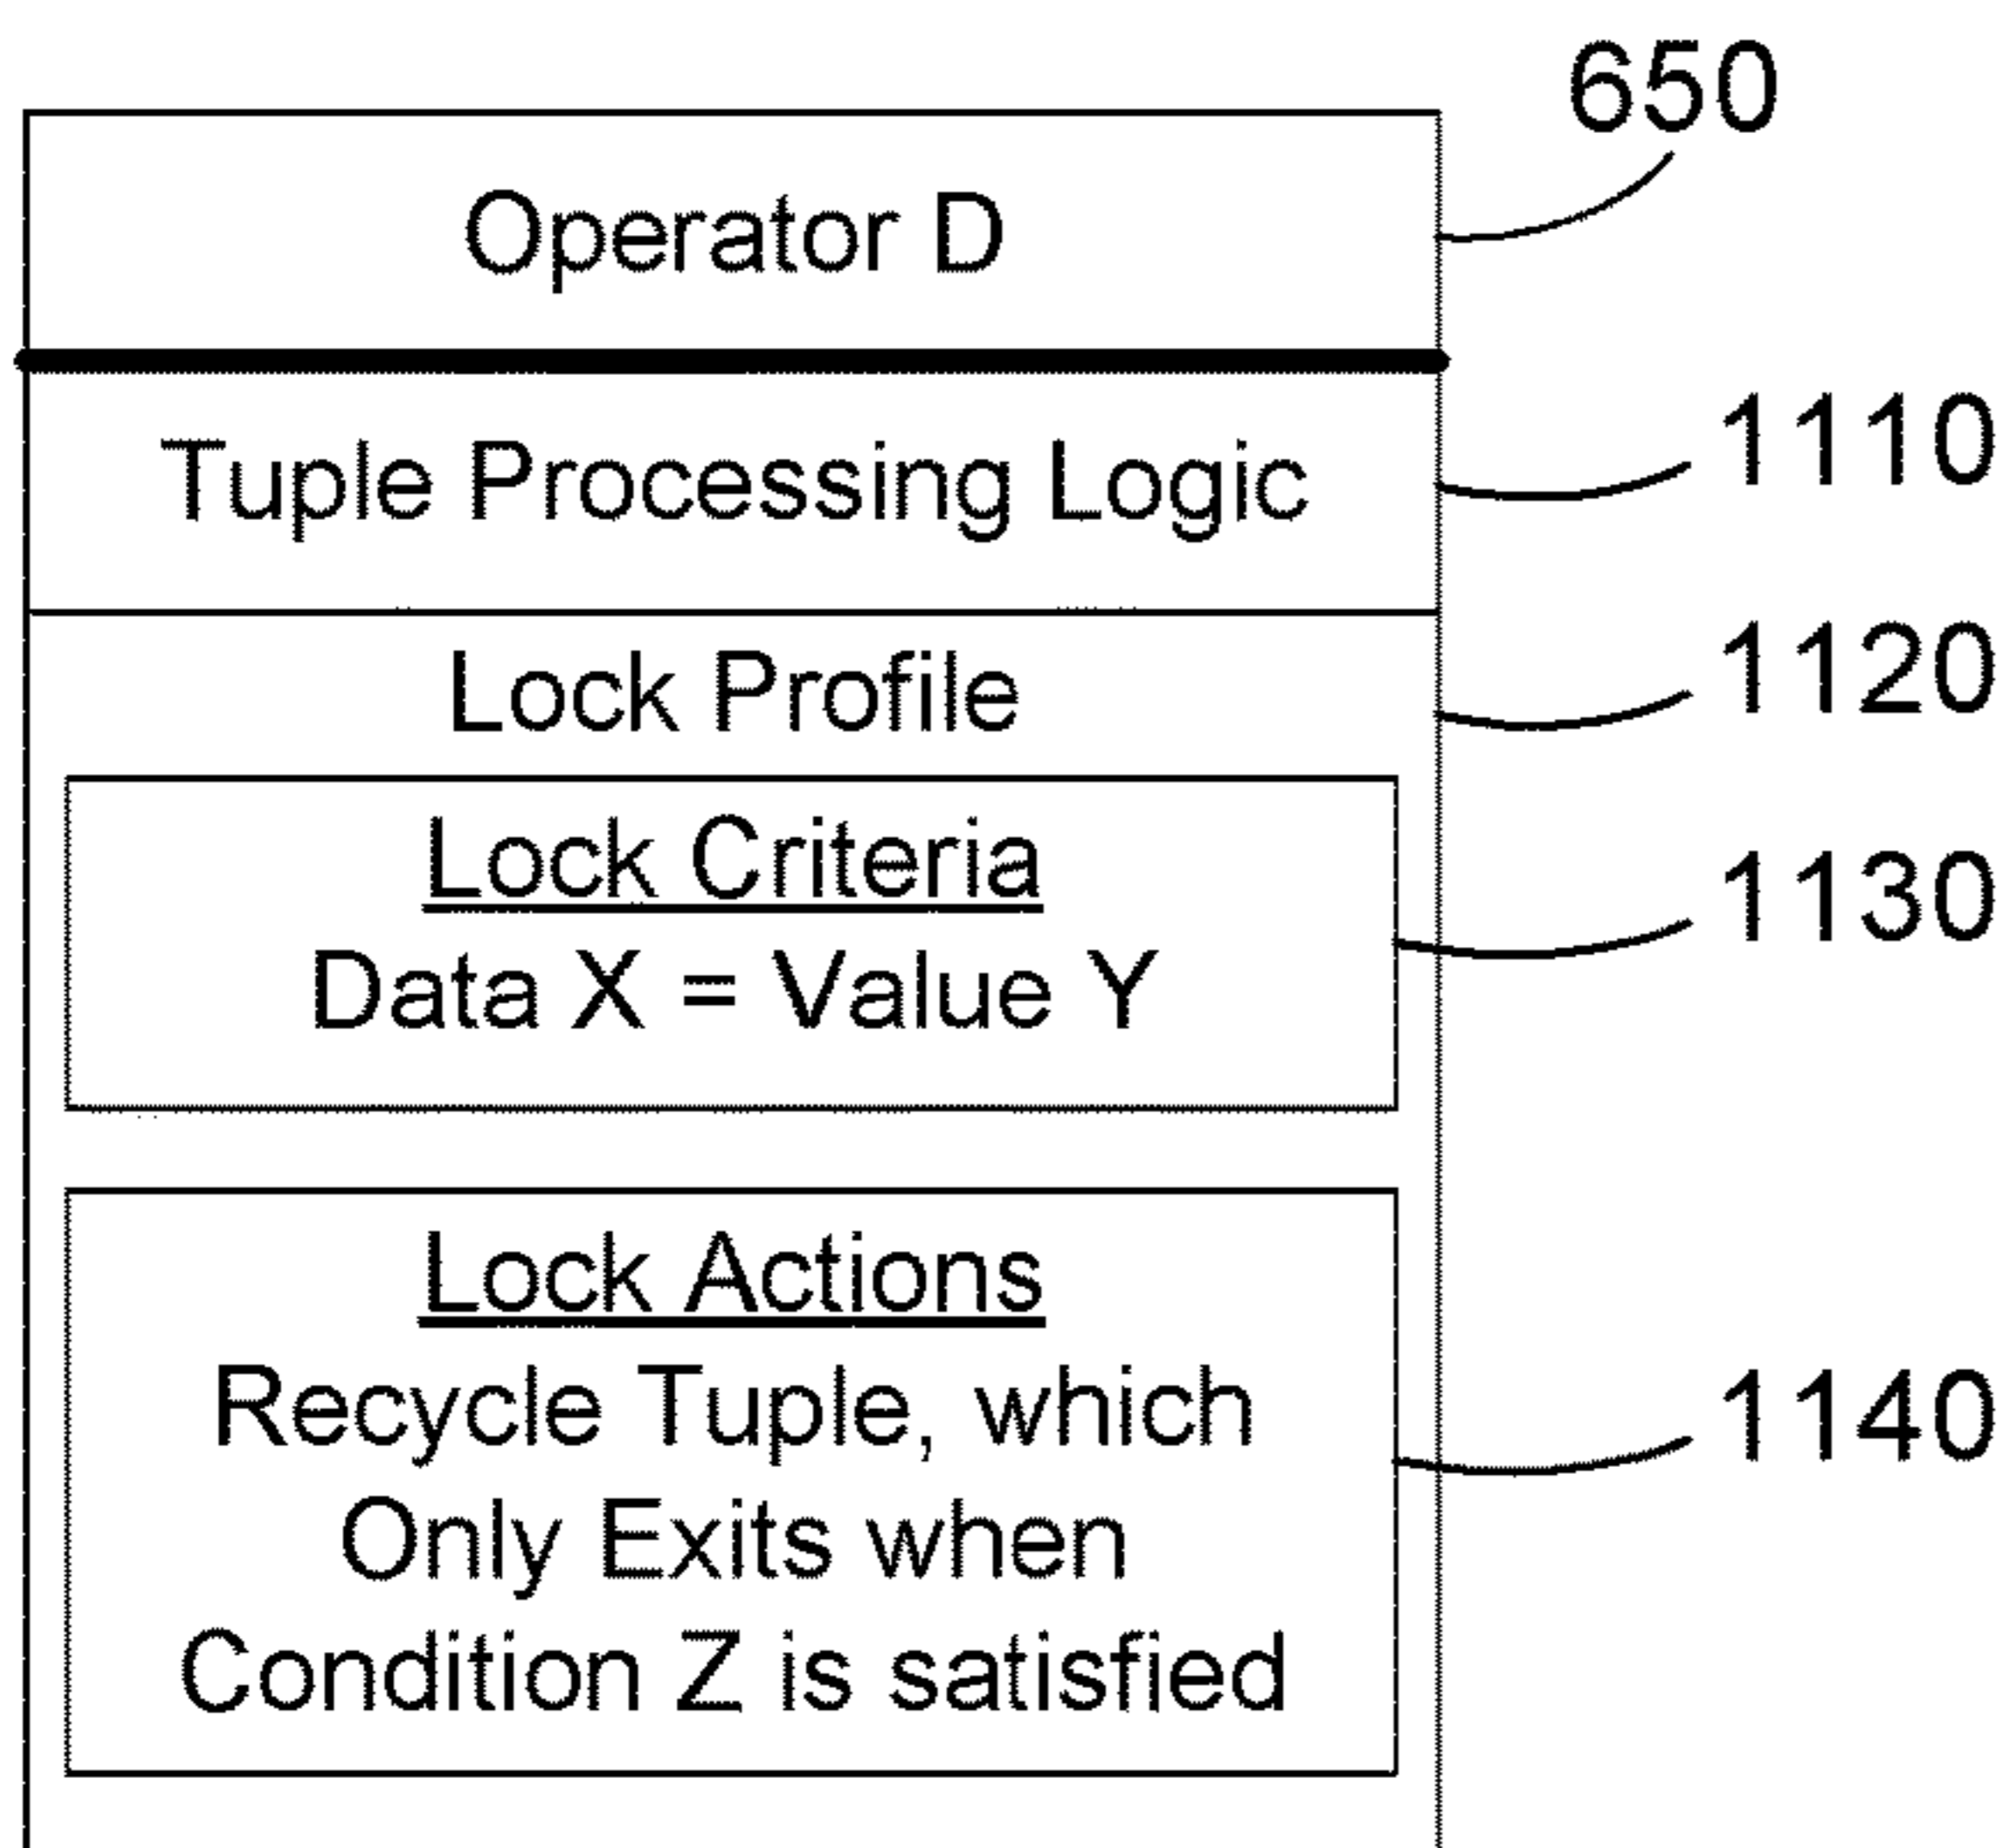 650
Operator D
1110
Tuple Processing Logic
1120
Lock Profile
1130
Lock Criteria
Data X = Value Y
1140
Lock Actions
Recycle Tuple, which
Only Exits when
Condition Z is satisfied